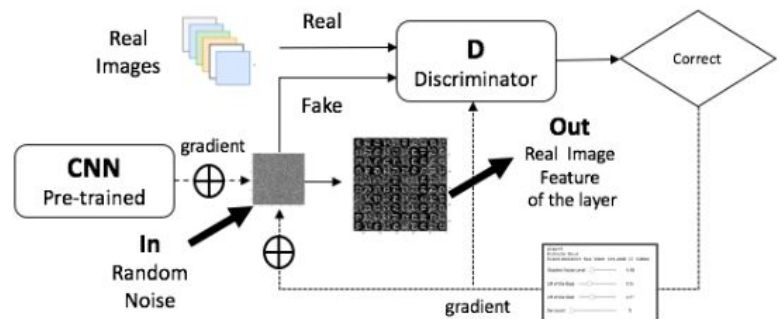 Real
Images
Real
Fake
D
Discriminator
Correct
CNN
Pre-trained
gradient
In
Random
Noise
Out
Real Image
Feature
of the layer
gradient